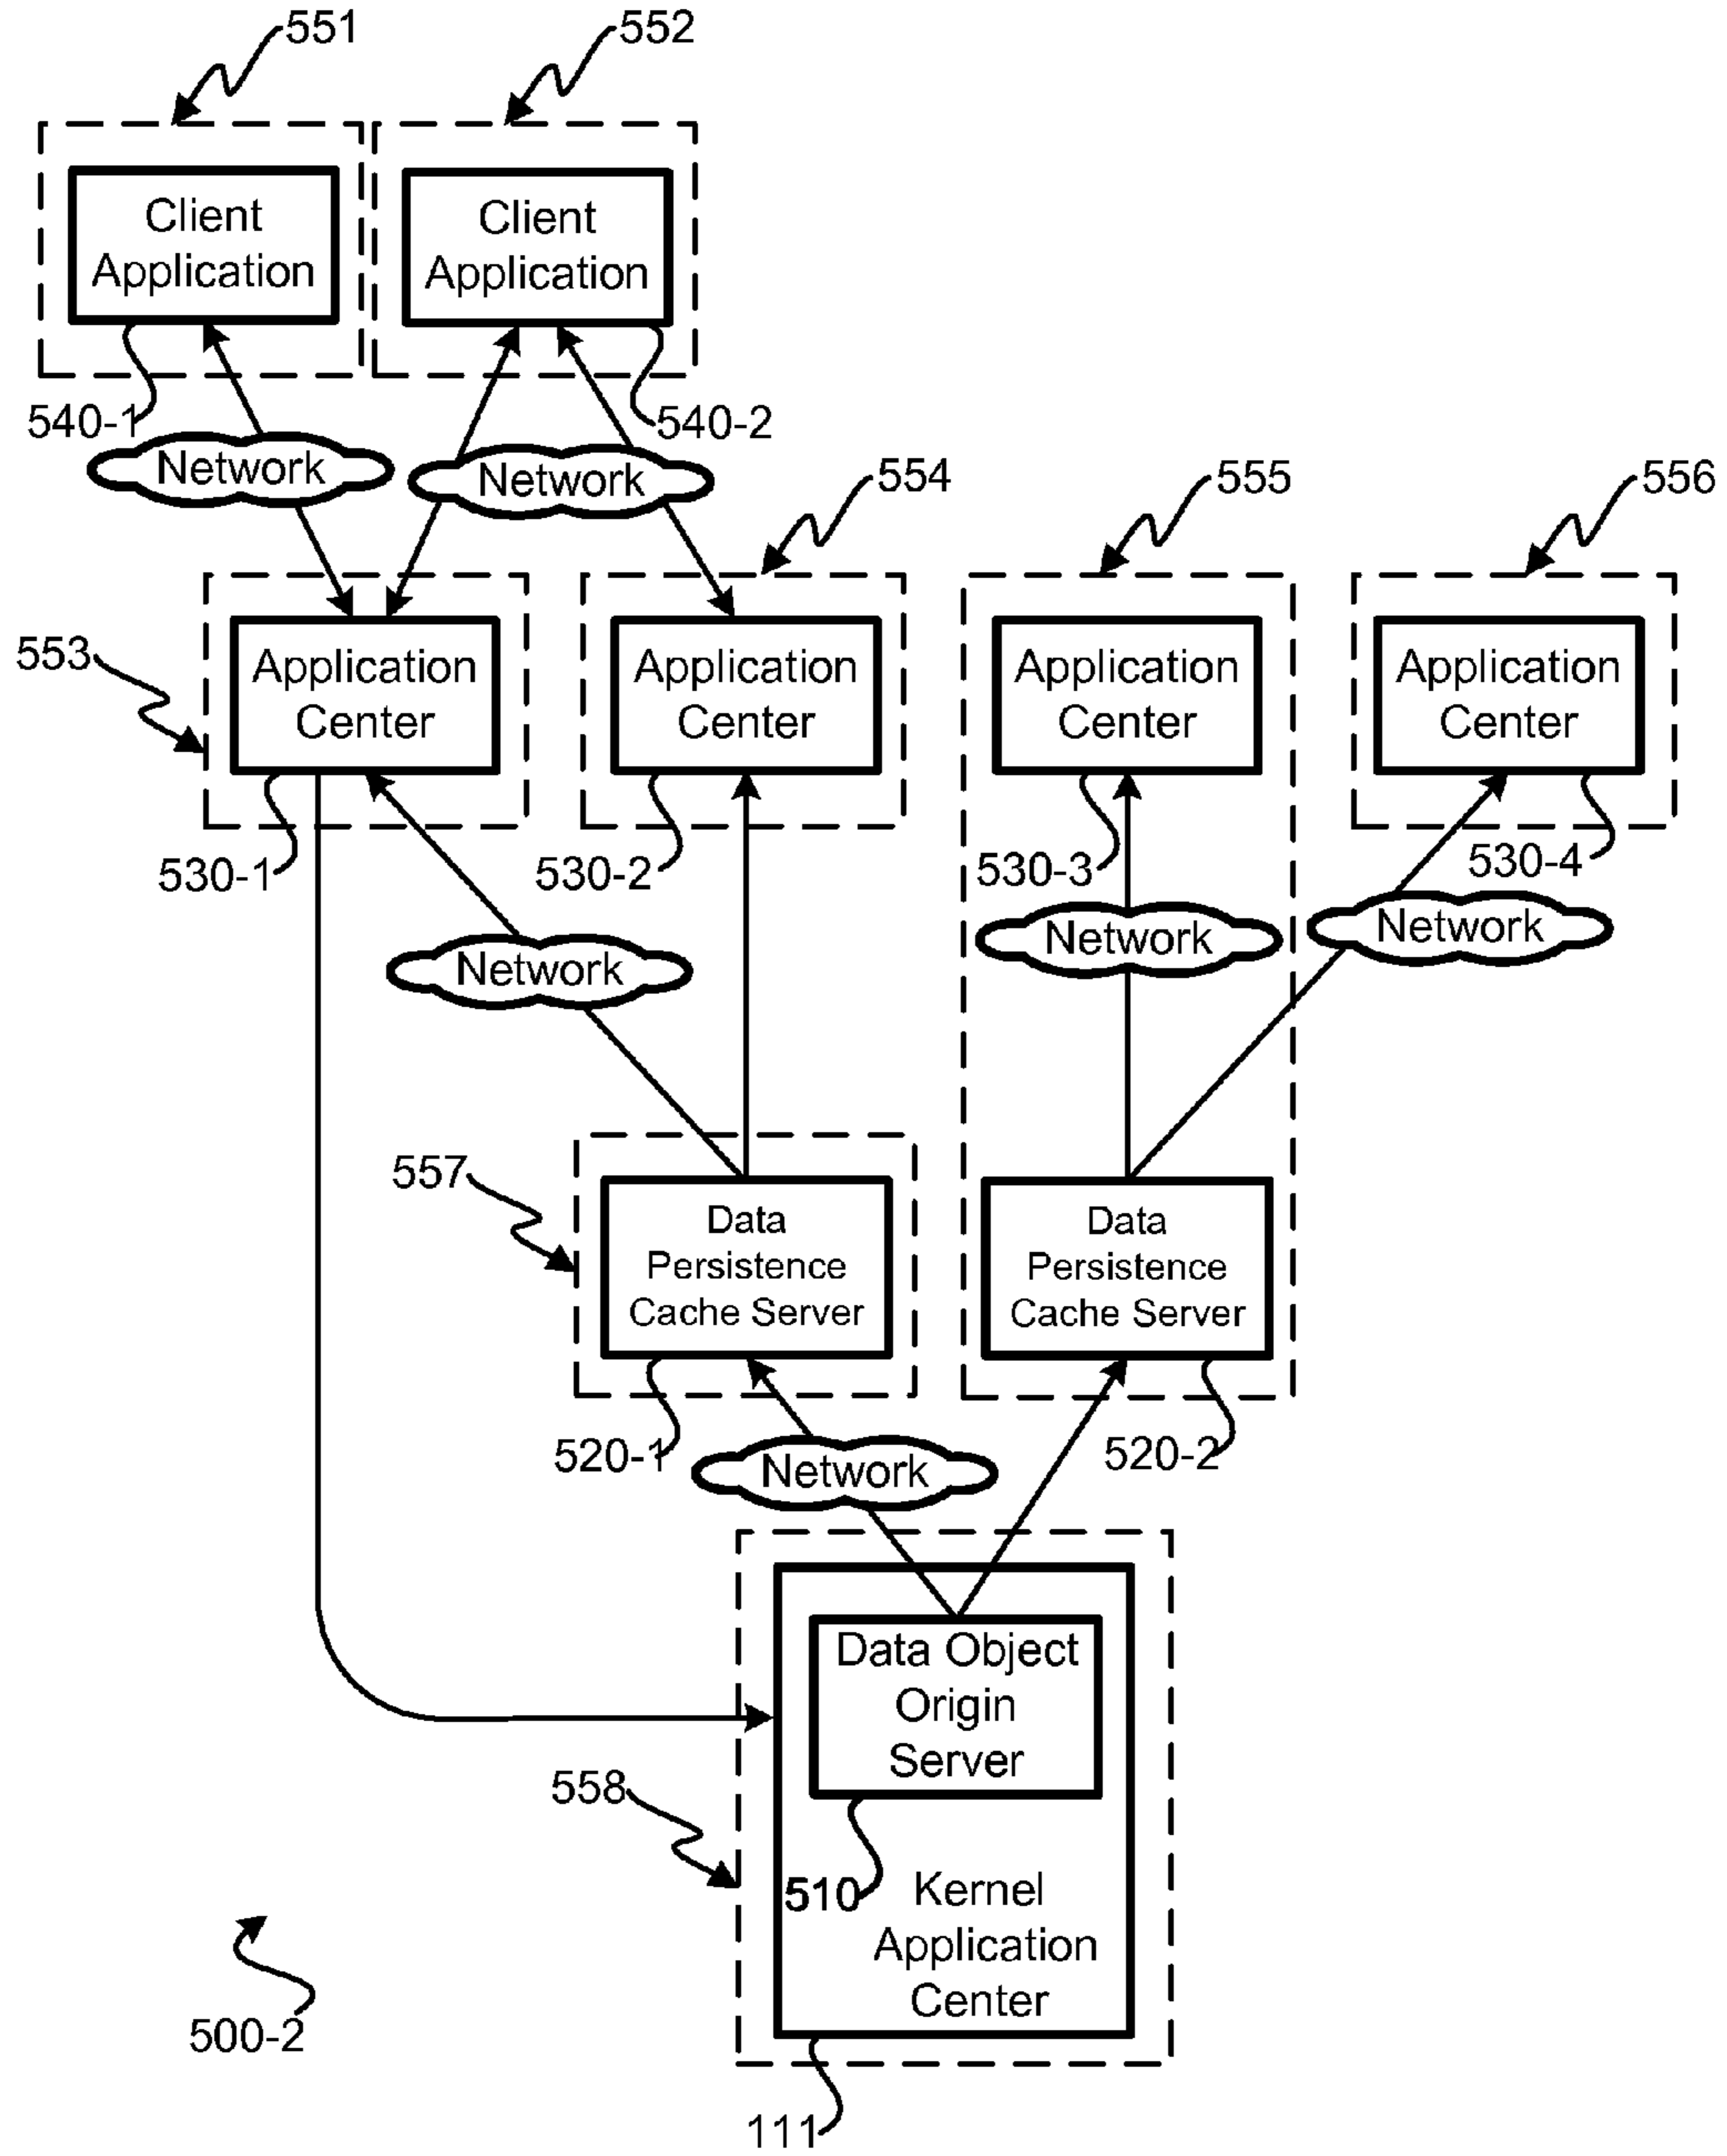 551
552
Client
Application
Client
Application
540-1
540-2
Network
Network
554
555
556
553
Application
Center
Application
Center
Application
Center
Application
Center
530-1
530-2
530-3
530-4
Network
Network
Network
557
Data
Persistence
Cache Server
Data
Persistence
Cache Server
520-1
520-2
Network
Data Object
Origin
Server
558
510
Kernel
Application
Center
500-2
111